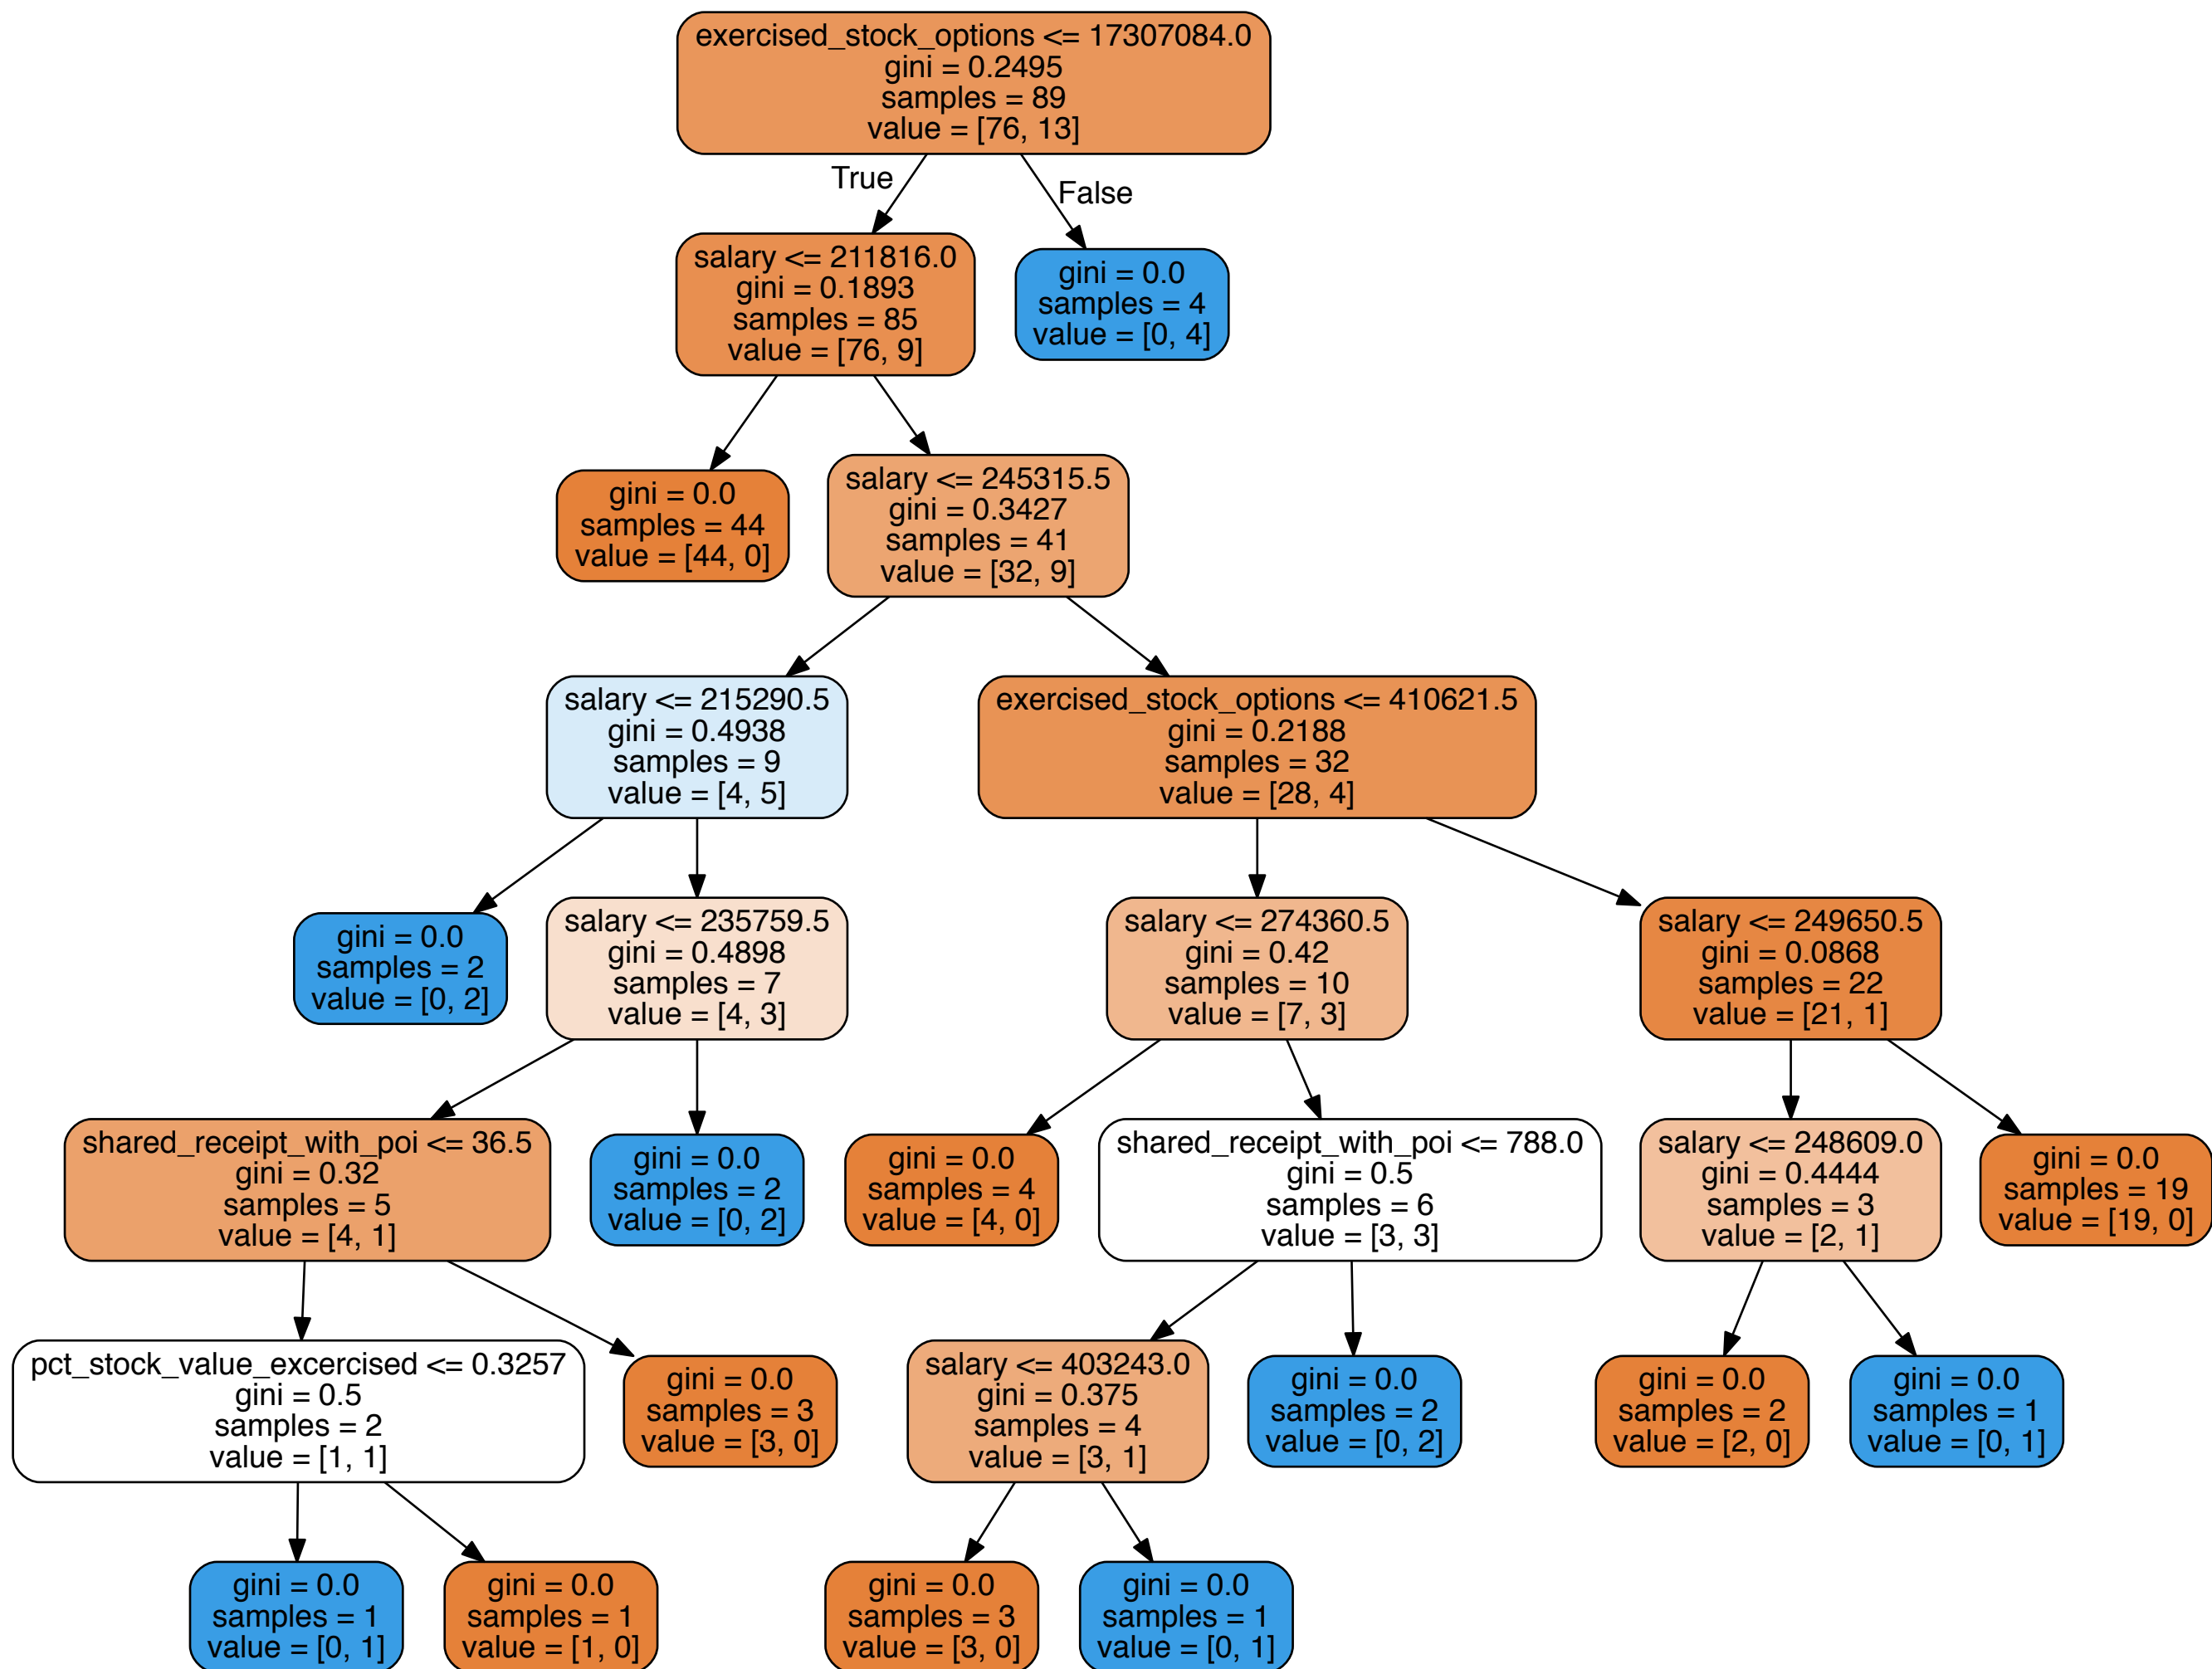 exercised_stock_options <= 17307084.0
gini = 0.2495
samples = 89
value = [76, 13]
True
False
salary <= 211816.0
gini = 0.1893
samples = 85
value = [76, 9]
gini = 0.0
samples = 4
value = [0, 4]
gini = 0.0
samples = 44
value = [44, 0]
salary <= 245315.5
gini = 0.3427
samples = 41
value = [32, 9]
salary <= 215290.5
gini = 0.4938
samples = 9
value = [4, 5]
exercised_stock_options <= 410621.5
gini = 0.2188
samples = 32
value = [28, 4]
gini = 0.0
samples = 2
value = [0, 2]
salary <= 235759.5
gini = 0.4898
samples = 7
value = [4, 3]
salary <= 274360.5
gini = 0.42
samples = 10
value = [7, 3]
salary <= 249650.5
gini = 0.0868
samples = 22
value = [21, 1]
shared_receipt_with_poi <= 36.5
gini = 0.32
samples = 5
value = [4, 1]
gini = 0.0
samples = 2
value = [0, 2]
gini = 0.0
samples = 4
value = [4, 0]
shared_receipt_with_poi <= 788.0
gini = 0.5
samples = 6
value = [3, 3]
salary <= 248609.0
gini = 0.4444
samples = 3
value = [2, 1]
gini = 0.0
samples = 19
value = [19, 0]
pct_stock_value_excercised <= 0.3257
gini = 0.5
samples = 2
value = [1, 1]
gini = 0.0
samples = 3
value = [3, 0]
salary <= 403243.0
gini = 0.375
samples = 4
value = [3, 1]
gini = 0.0
samples = 2
value = [0, 2]
gini = 0.0
samples = 2
value = [2, 0]
gini = 0.0
samples = 1
value = [0, 1]
gini = 0.0
samples = 1
value = [0, 1]
gini = 0.0
samples = 1
value = [1, 0]
gini = 0.0
samples = 3
value = [3, 0]
gini = 0.0
samples = 1
value = [0, 1]